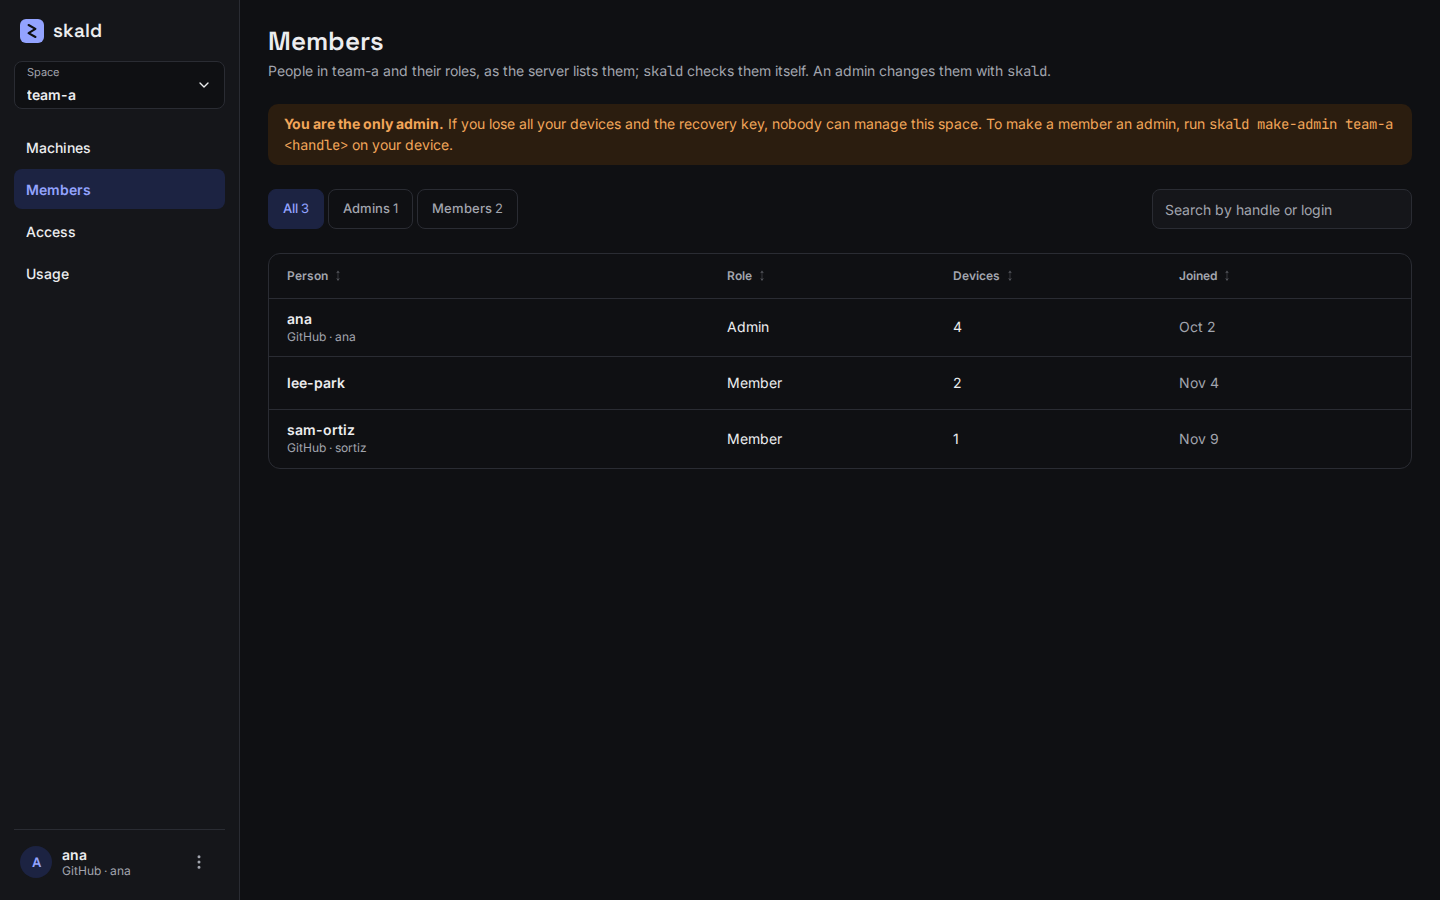 skald
Space
team-a
Machines
Members
Access
Usage
A
ana
GitHub · ana
Members
People in team-a and their roles, as the server lists them; skald checks them itself. An admin changes them with skald.
You are the only admin. If you lose all your devices and the recovery key, nobody can manage this space. To make a member an admin, run skald make-admin team-a
<handle> on your device.
All 3
Admins 1
Members 2
Search by handle or login
Person Role Devices Joined
ana
GitHub · ana
Admin 4 Oct 2
lee-park Member 2 Nov 4
sam-ortiz
GitHub · sortiz
Member 1 Nov 9